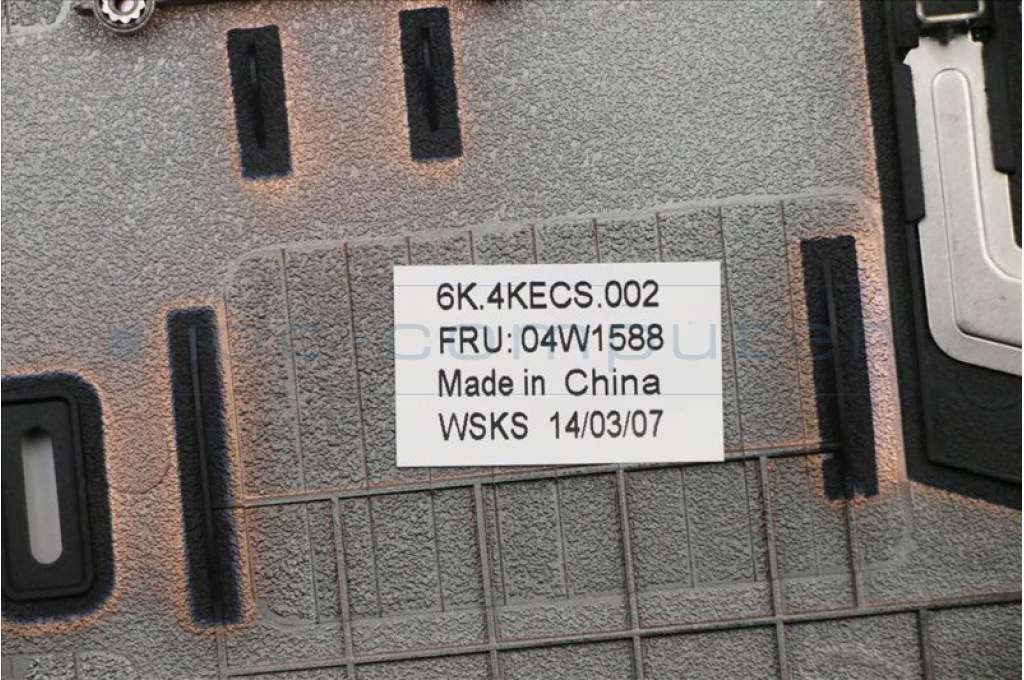 6K.4KECS.002
FRU: 04W1588
Made in China
WSKS 14/03/07